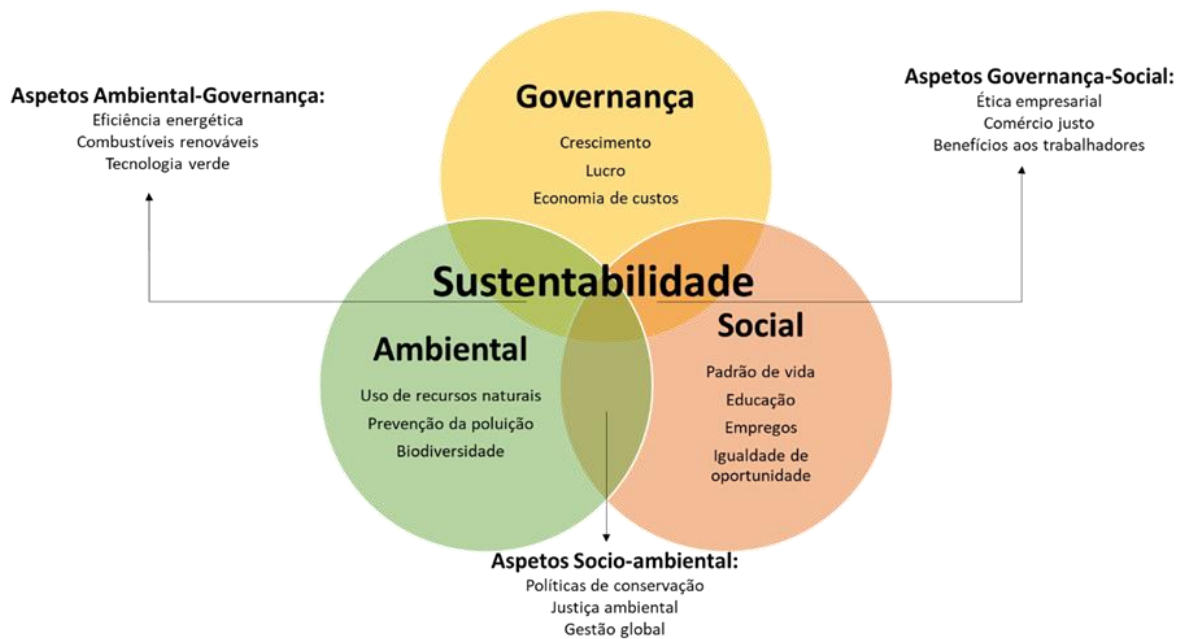 Aspetos Ambiental-Governança:
Eficiência energética
Combustíveis renováveis
Tecnologia verde
Governança
Crescimento
Lucro
Economia de custos
Aspetos Governança-Social:
Ética empresarial
Comércio justo
Benefícios aos trabalhadores
Sustentabilidade
Ambiental
Uso de recursos naturais
Prevenção da poluição
Biodiversidade
Social
Padrão de vida
Educação
Empregos
Igualdade de
oportunidade
Aspetos Socio-ambiental:
Políticas de conservação
Justiça ambiental
Gestão global